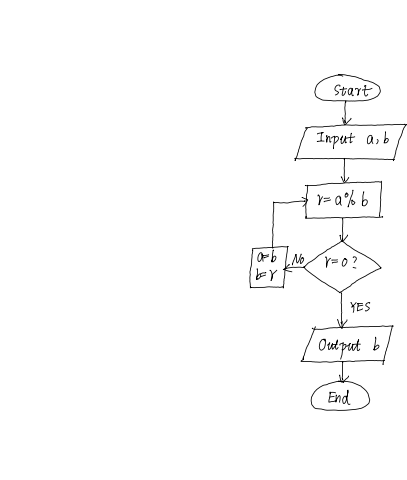 Start
Input a,b
r=a%b
r=0?
No
a=b
b=r
YES
Output b
End